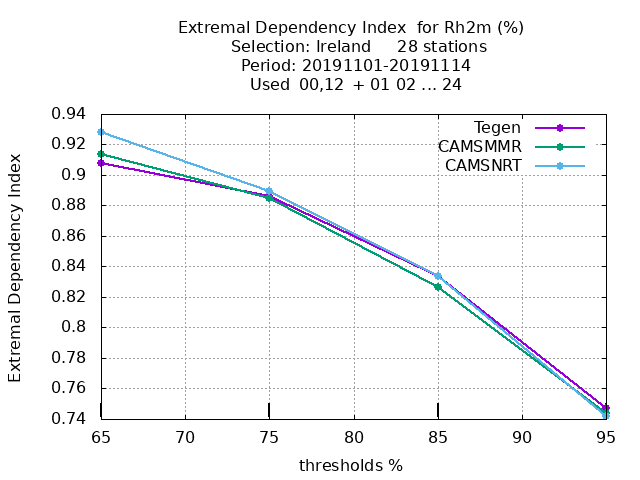 Extremal Dependency Index  for Rh2m (%)
Selection: Ireland     28 stations
Period: 20191101-20191114
Used  00,12  + 01 02 ... 24
Extremal Dependency Index
0.94
0.92
0.9
0.88
0.86
0.84
0.82
0.8
0.78
0.76
0.74
Tegen
CAMSMMR
CAMSNRT
65 70 75 80 85 90 95
thresholds %